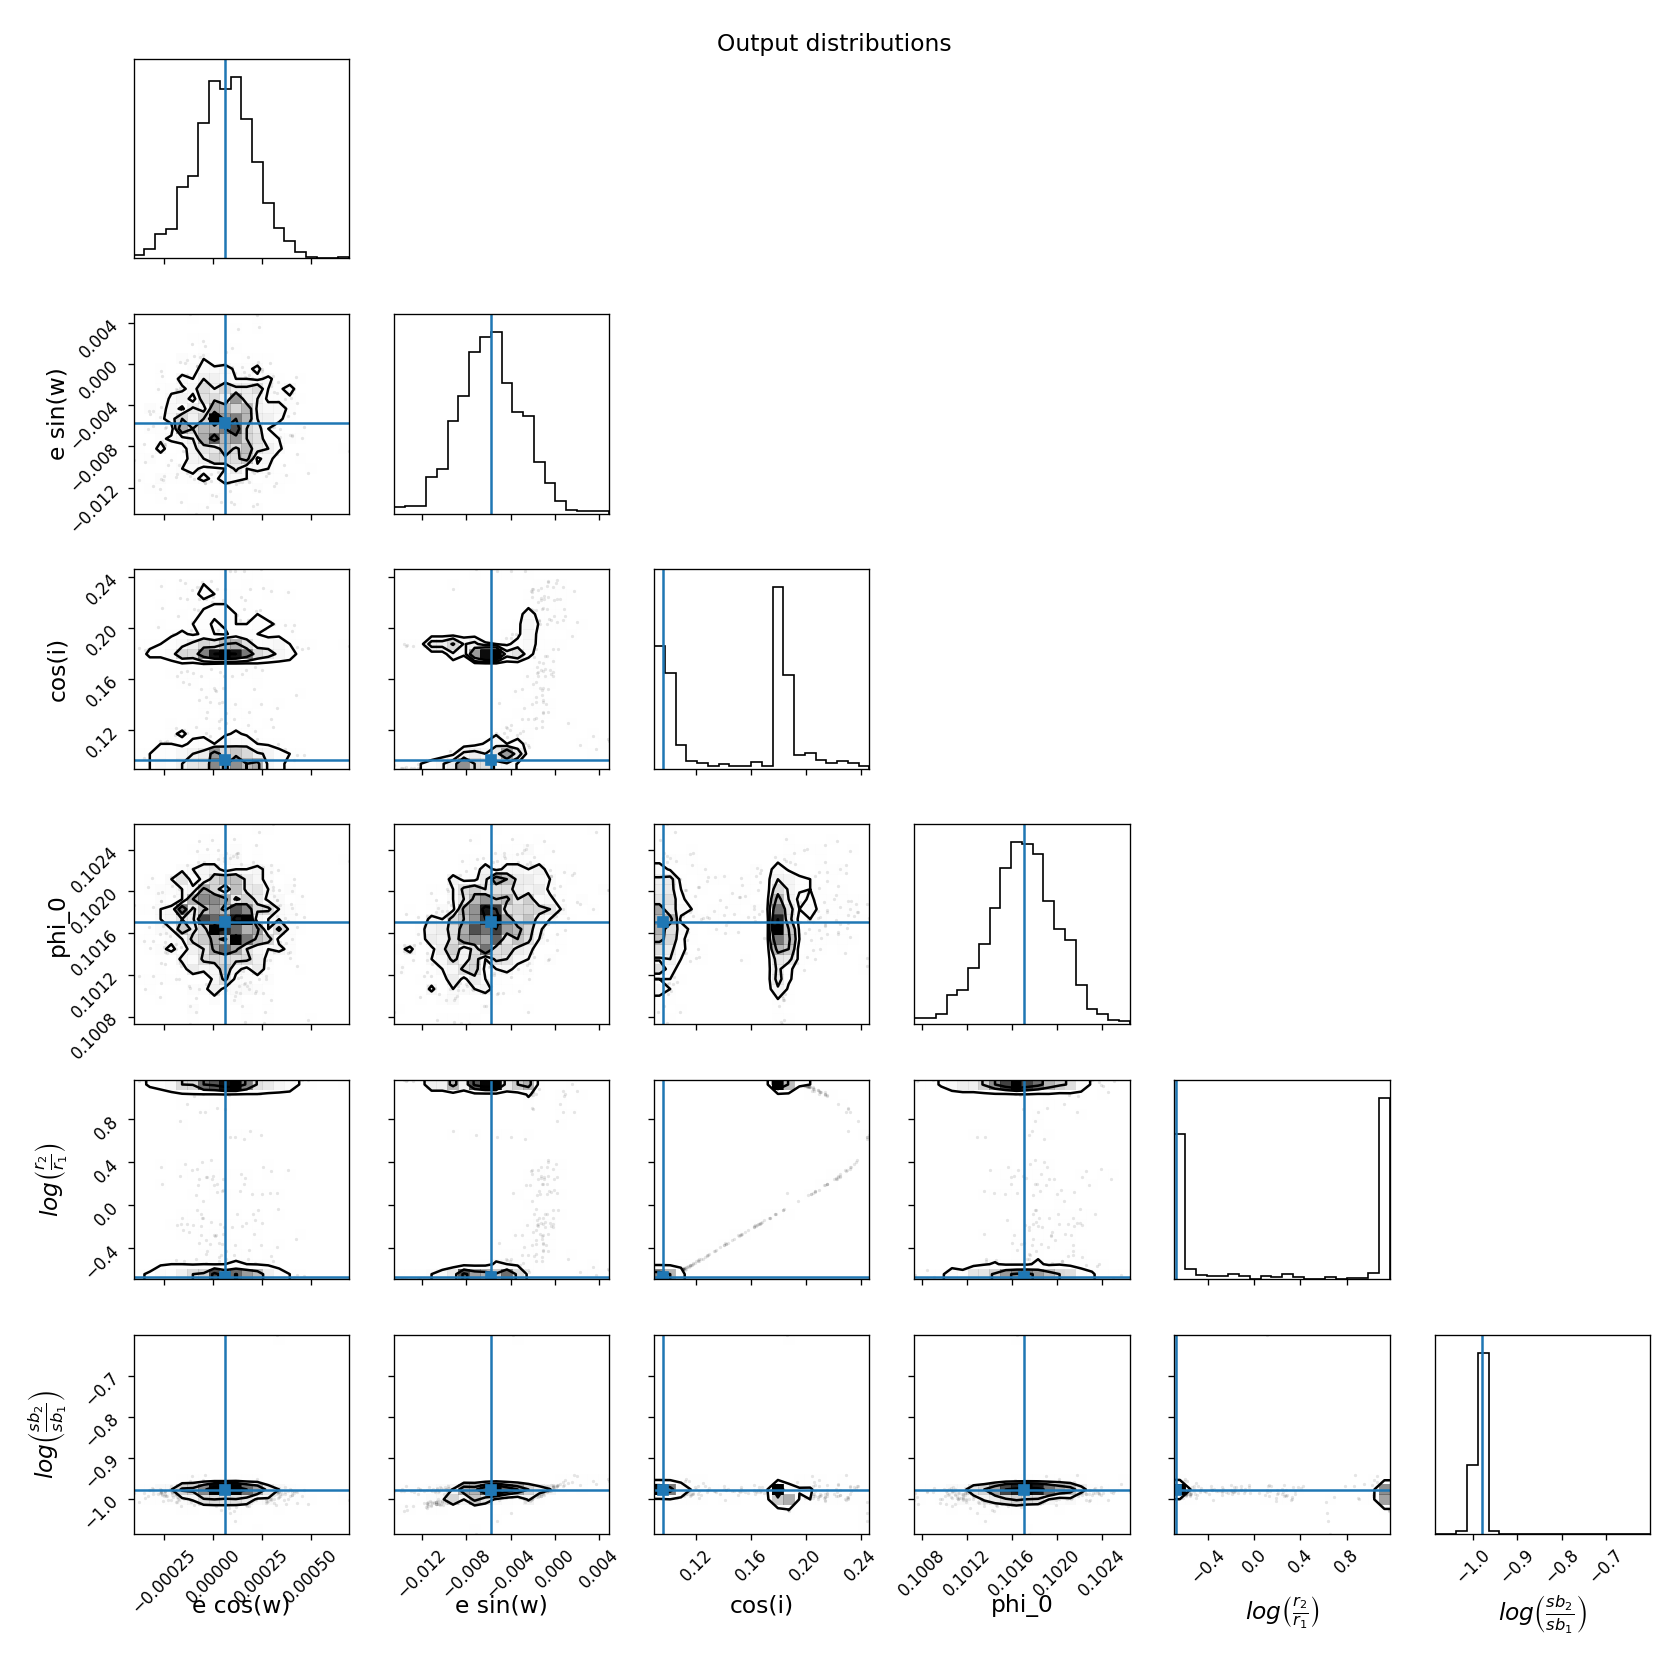 Output distributions
e sin(w)
0.004
0.000
−0.004
−0.008
−0.012
cos(i)
0.24
0.20
0.16
0.12
phi_0
0.1024
0.1020
0.1016
0.1012
0.1008
log(r₂/r₁)
0.8
0.4
0.0
−0.4
log(sb₂/sb₁)
−0.7
−0.8
−0.9
−1.0
−0.00025 0.00000 0.00025 0.00050
−0.012 −0.008 −0.004 0.000 0.004
0.12 0.16 0.20 0.24
0.1008 0.1012 0.1016 0.1020 0.1024
−0.4 0.0 0.4 0.8
−1.0 −0.9 −0.8 −0.7
e cos(w)
e sin(w)
cos(i)
phi_0
log(r₂/r₁)
log(sb₂/sb₁)